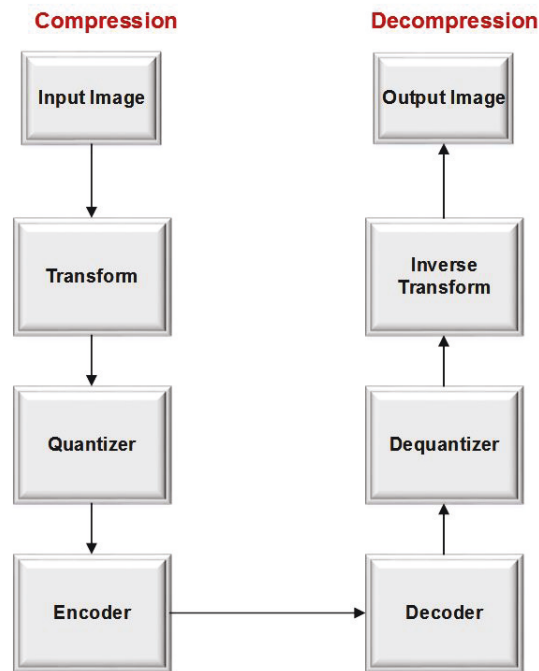 Compression
Decompression
Input Image
Output Image
Transform
Inverse
Transform
Quantizer
Dequantizer
Encoder
Decoder